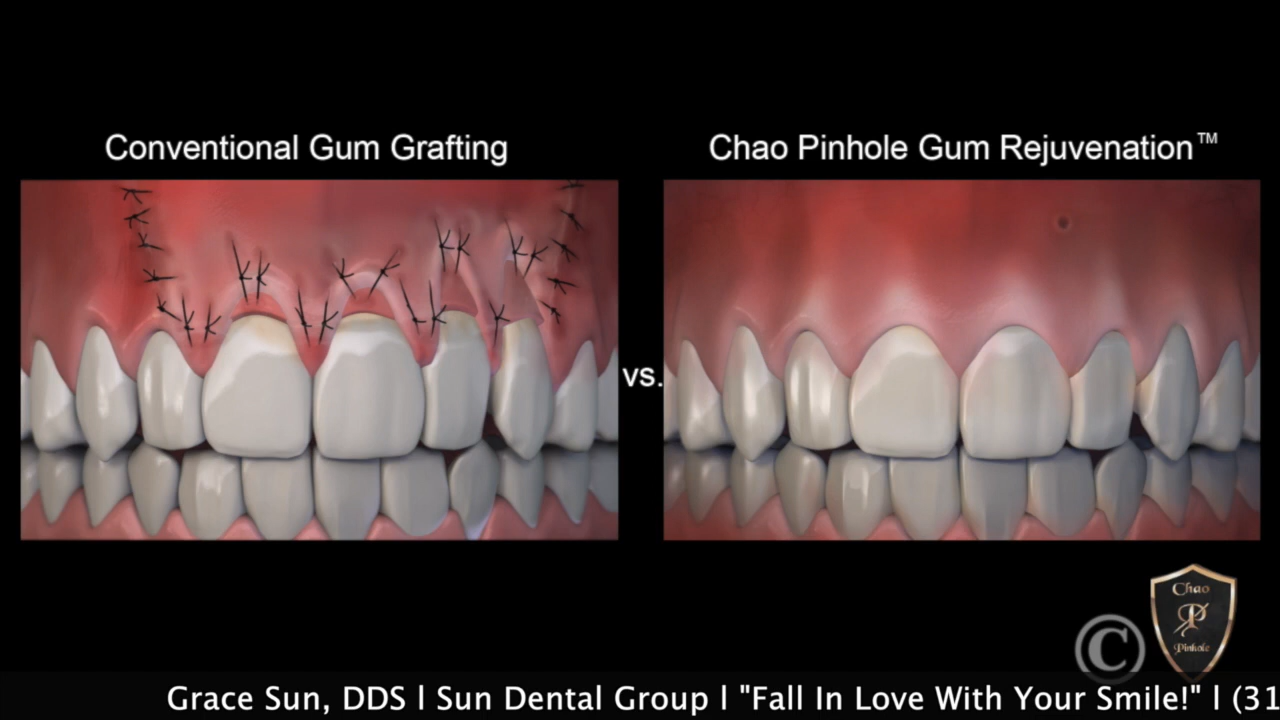 Conventional Gum Grafting
Chao Pinhole Gum Rejuvenation™
vs.
©
Chao
P
Pinhole
Grace Sun, DDS | Sun Dental Group | "Fall In Love With Your Smile!" | (31